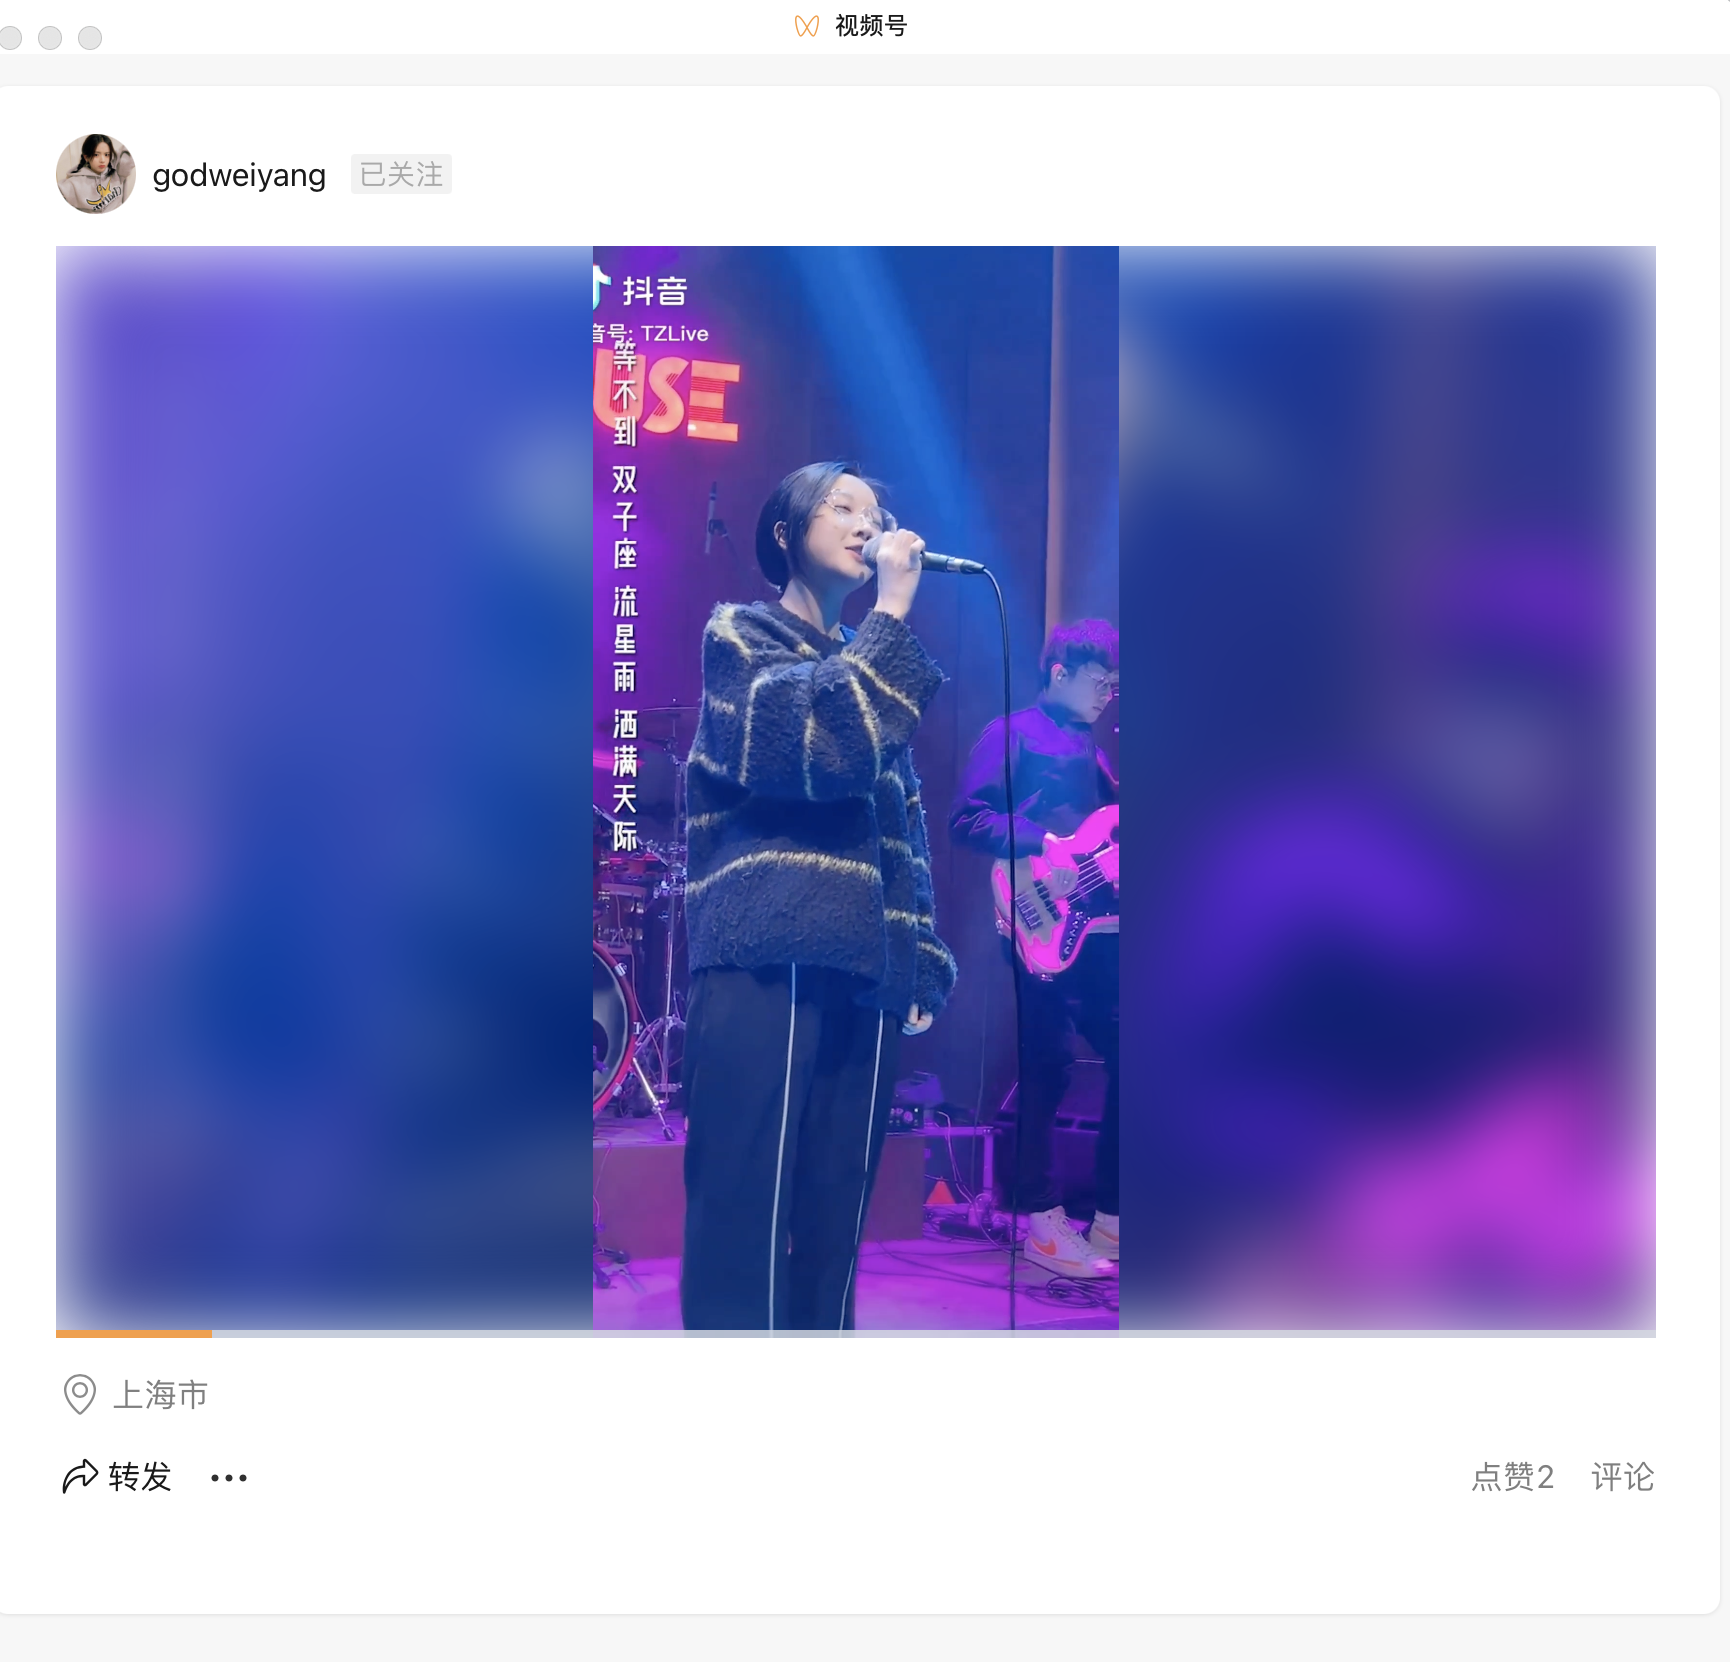 视频号
godweiyang 已关注
抖音
音号: TZLive
USE
等不到 双子座 流星雨 洒满天际
上海市
转发
点赞2 评论